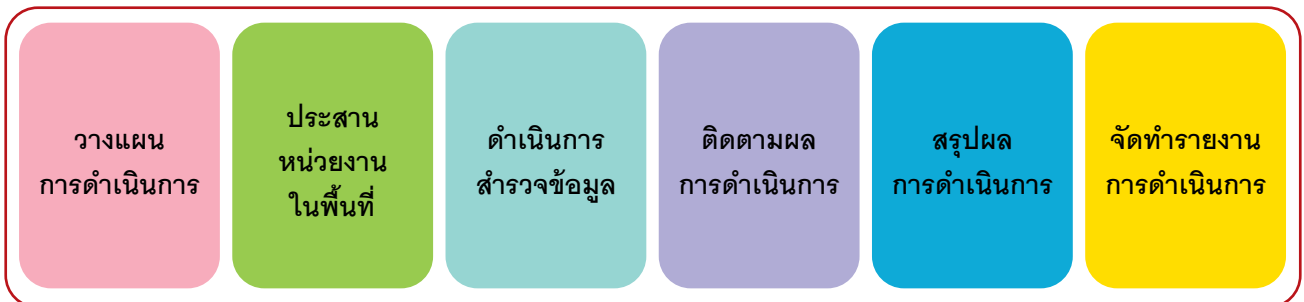 วางแผน
การดำเนินการ
ประสาน
หน่วยงาน
ในพื้นที่
ดำเนินการ
สำรวจข้อมูล
ติดตามผล
การดำเนินการ
สรุปผล
การดำเนินการ
จัดทำรายงาน
การดำเนินการ